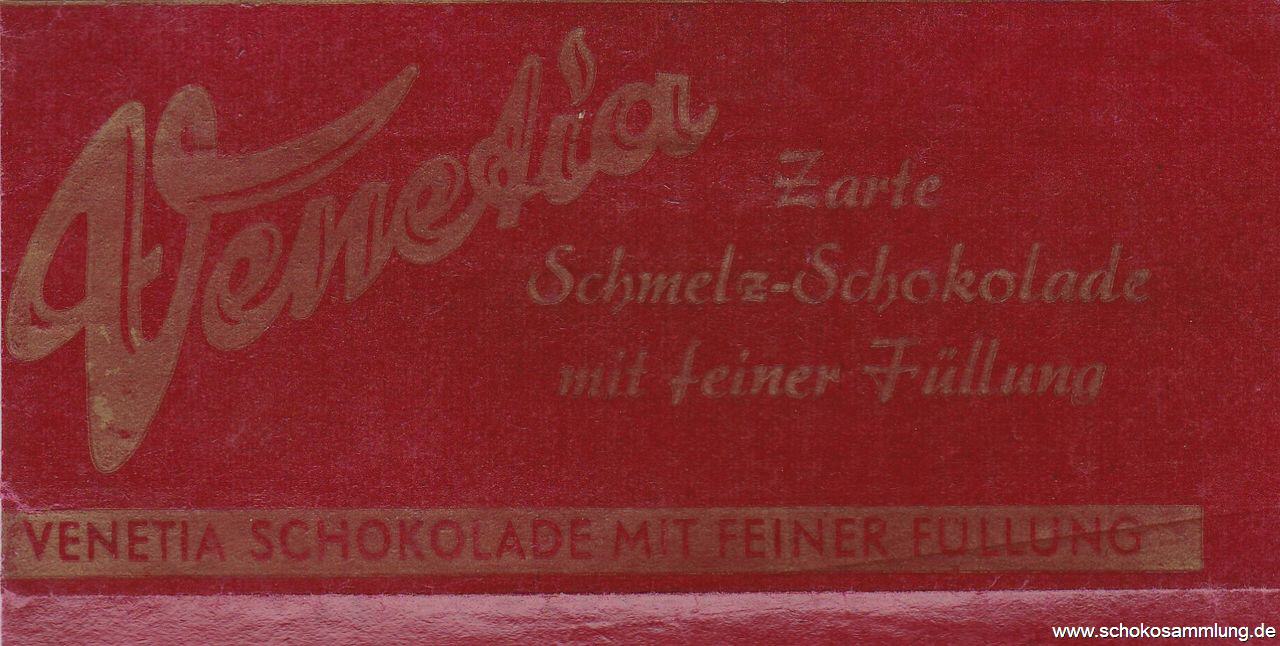 Venetia
Zarte
Schmelz-Schokolade
mit feiner Füllung
VENETIA SCHOKOLADE MIT FEINER FÜLLUNG
www.schokosammlung.de